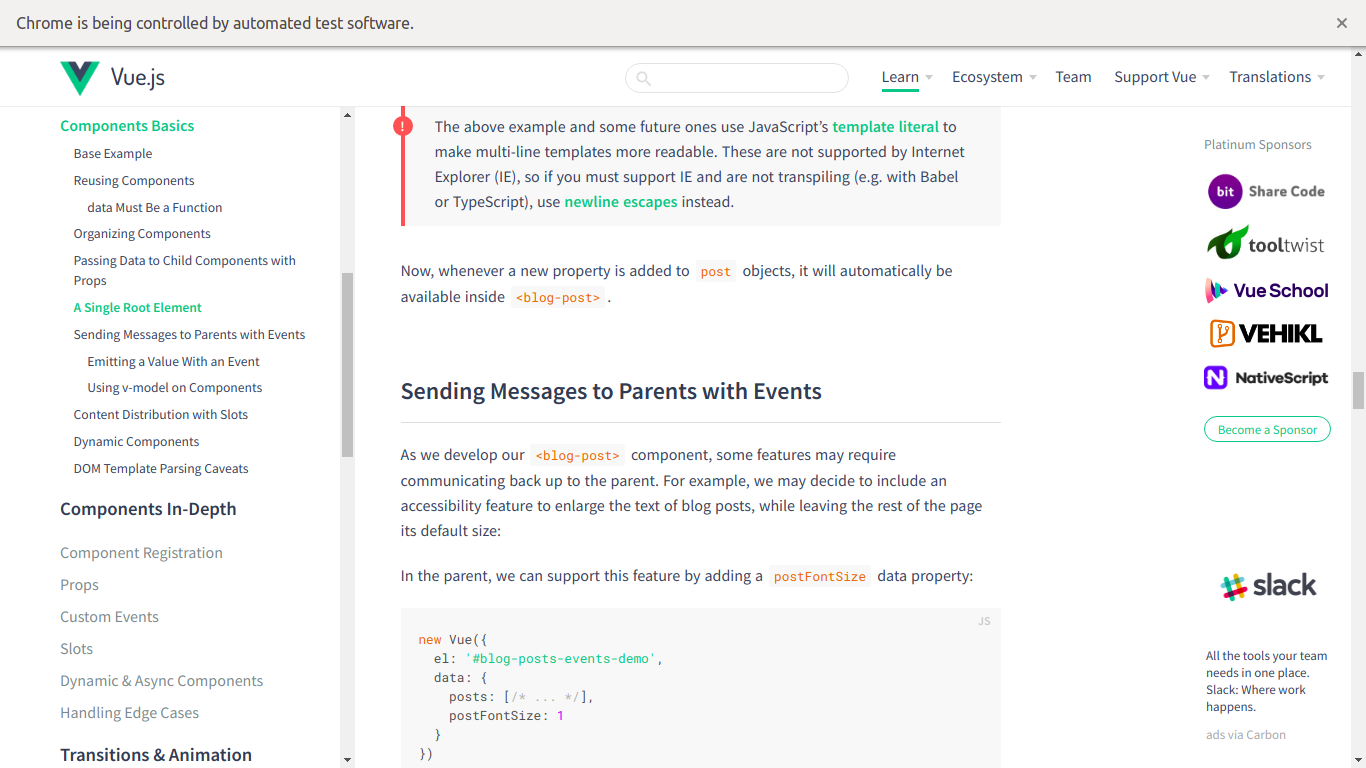 Chrome is being controlled by automated test software.
Vue.js
Learn
Ecosystem
Team
Support Vue
Translations
Components Basics
Base Example
Reusing Components
data Must Be a Function
Organizing Components
Passing Data to Child Components with
Props
A Single Root Element
Sending Messages to Parents with Events
Emitting a Value With an Event
Using v-model on Components
Content Distribution with Slots
Dynamic Components
DOM Template Parsing Caveats
Components In-Depth
Component Registration
Props
Custom Events
Slots
Dynamic & Async Components
Handling Edge Cases
Transitions & Animation
!
The above example and some future ones use JavaScript’s template literal to
make multi-line templates more readable. These are not supported by Internet
Explorer (IE), so if you must support IE and are not transpiling (e.g. with Babel
or TypeScript), use newline escapes instead.
Now, whenever a new property is added to post objects, it will automatically be
available inside <blog-post> .
Sending Messages to Parents with Events
As we develop our <blog-post> component, some features may require
communicating back up to the parent. For example, we may decide to include an
accessibility feature to enlarge the text of blog posts, while leaving the rest of the page
its default size:
In the parent, we can support this feature by adding a postFontSize data property:
JS
new Vue({
  el: '#blog-posts-events-demo',
  data: {
    posts: [/* ... */],
    postFontSize: 1
  }
})
Platinum Sponsors
bit Share Code
tooltwist
Vue School
VEHIKL
N NativeScript
Become a Sponsor
slack
All the tools your team
needs in one place.
Slack: Where work
happens.
ads via Carbon